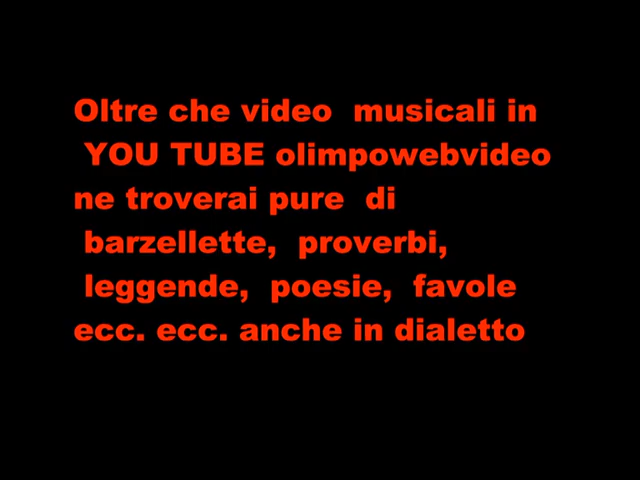 Oltre che video  musicali in
YOU TUBE olimpowebvideo
ne troverai pure  di
barzellette,  proverbi,
leggende,  poesie,  favole
ecc. ecc. anche in dialetto